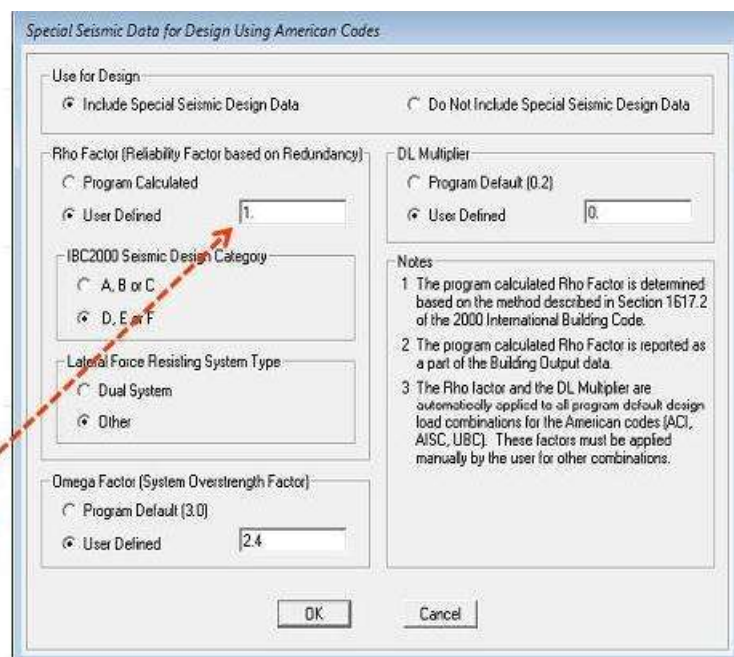 Special Seismic Data for Design Using American Codes
Use for Design
Include Special Seismic Design Data
Do Not Include Special Seismic Design Data
Rho Factor (Reliability Factor based on Redundancy)
Program Calculated
User Defined
1.
IBC2000 Seismic Design Category
A, B or C
D, E or F
Lateral Force Resisting System Type
Dual System
Other
Omega Factor (System Overstrength Factor)
Program Default (3.0)
User Defined
2.4
DL Multiplier
Program Default (0.2)
User Defined
0.
Notes
1 The program calculated Rho Factor is determined
based on the method described in Section 1617.2
of the 2000 International Building Code.
2 The program calculated Rho Factor is reported as
a part of the Building Output data.
3 The Rho factor and the DL Multiplier are
automatically applied to all program default design
load combinations for the American codes (ACI,
AISC, UBC). These factors must be applied
manually by the user for other combinations.
OK
Cancel